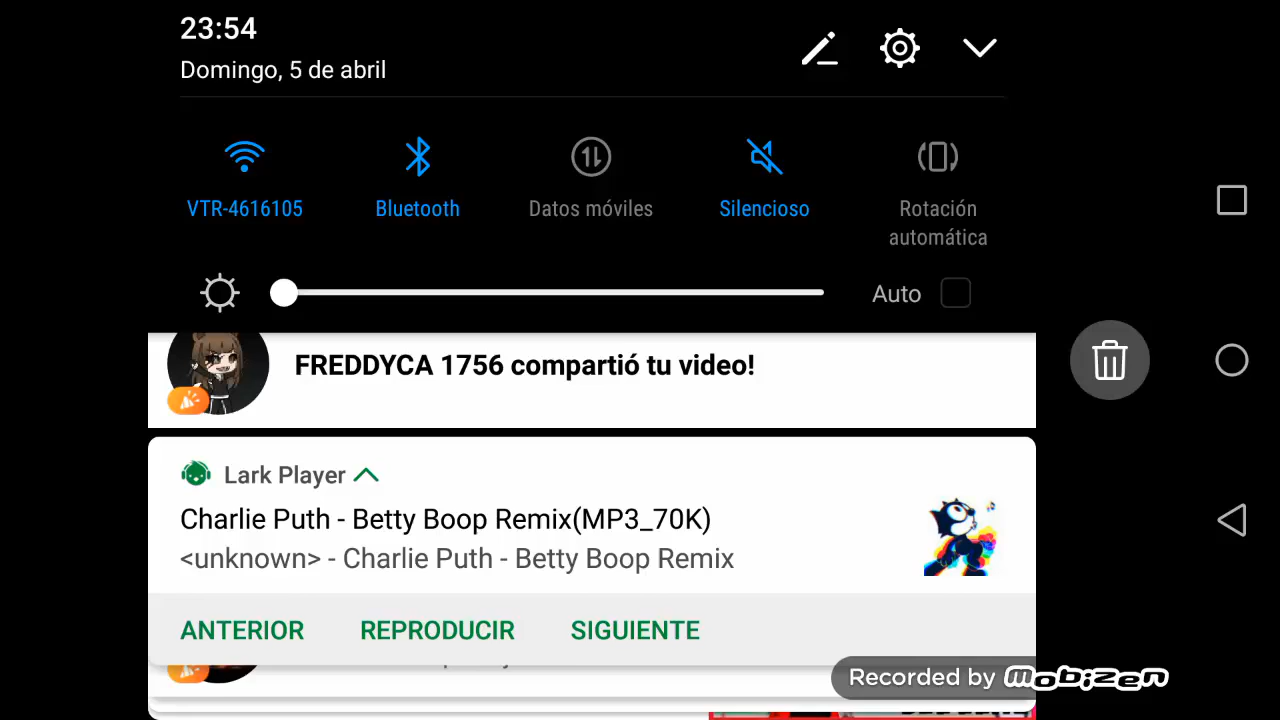 23:54
Domingo, 5 de abril
VTR-4616105
Bluetooth
Datos móviles
Silencioso
Rotación
automática
Auto
FREDDYCA 1756 compartió tu video!
Lark Player
Charlie Puth - Betty Boop Remix(MP3_70K)
<unknown> - Charlie Puth - Betty Boop Remix
ANTERIOR REPRODUCIR SIGUIENTE
Recorded by mobizen